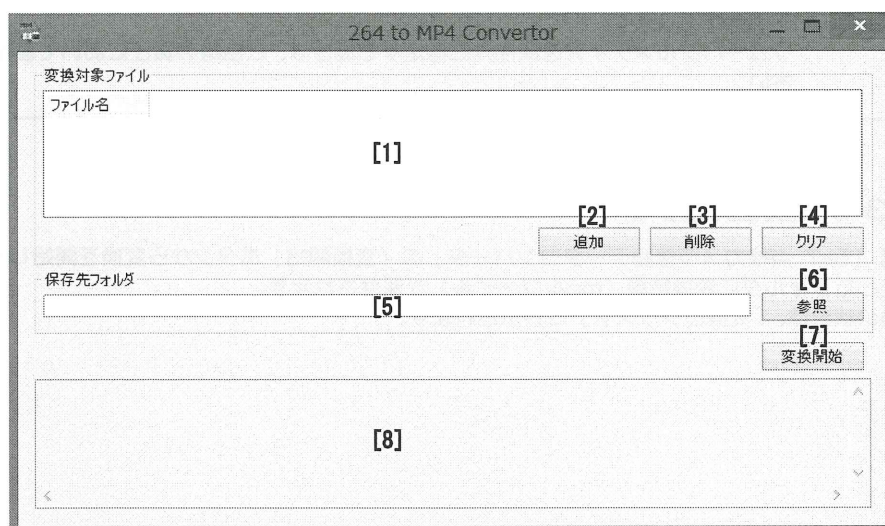 264 to MP4 Convertor
変換対象ファイル
ファイル名
[1]
[2] [3] [4]
追加 削除 クリア
保存先フォルダ
[6]
[5]
参照
[7]
変換開始
[8]